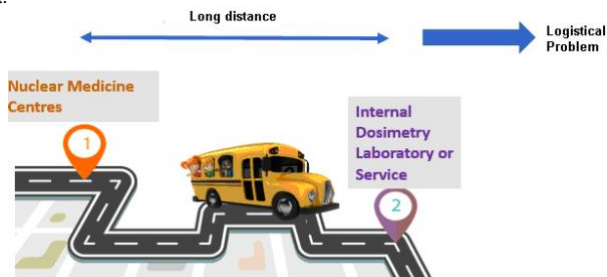 Long distance
Logistical
Problem
Nuclear Medicine
Centres
1
Internal
Dosimetry
Laboratory or
Service
2